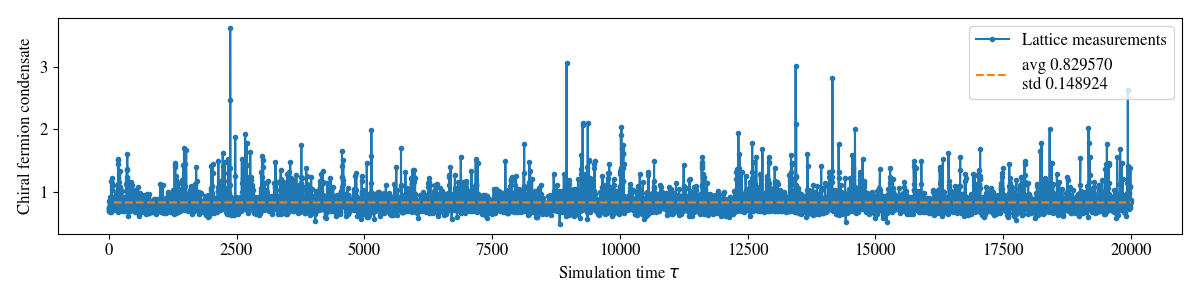 Chiral fermion condensate
3
2
1
Lattice measurements
avg 0.829570
std 0.148924
0 2500 5000 7500 10000 12500 15000 17500 20000
Simulation time τ